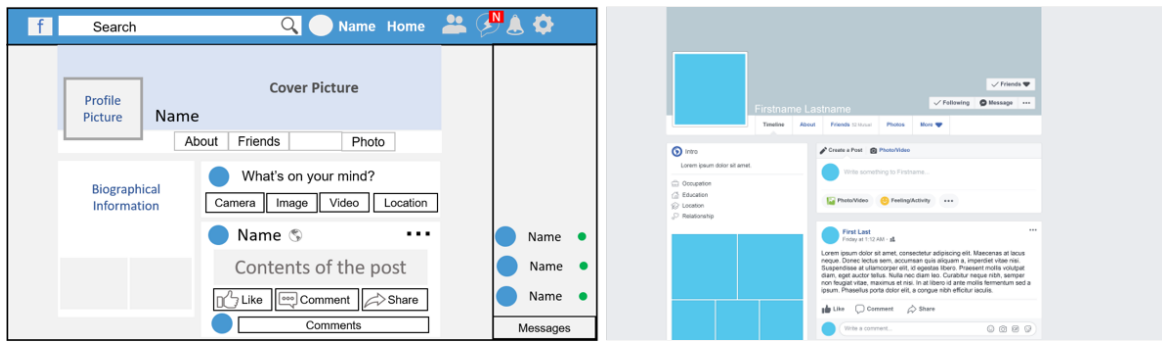 f Search Name Home N
Cover Picture
Profile
Picture
Name
About Friends Photo
Biographical
Information
What's on your mind?
Camera Image Video Location
Name
Contents of the post
Like Comment Share
Comments
Name
Name
Name
Messages
Friends
Firstname Lastname
Following Message
Timeline About Friends 12 Mutual Photos More
Intro
Lorem ipsum dolor sit amet.
Occupation
Education
Location
Relationship
Create a Post Photo/Video
Write something to Firstname...
Photo/Video Feeling/Activity
First Last
Friday at 1:12 AM
Lorem ipsum dolor sit amet, consectetur adipiscing elit. Maecenas at lacus
neque. Donec lectus sem, accumsan quis aliquam a, imperdiet vitae nisi.
Suspendisse at ullamcorper elit, id egestas libero. Praesent mollis volutpat
diam, eget auctor tellus. Nulla nec diam leo. Curabitur neque nibh, semper
non feugiat vitae, maximus et nisi. In at libero id ante mollis fermentum sed a
ipsum. Phasellus porta dolor elit, a congue nibh efficitur iaculis.
Like Comment Share
Write a comment...